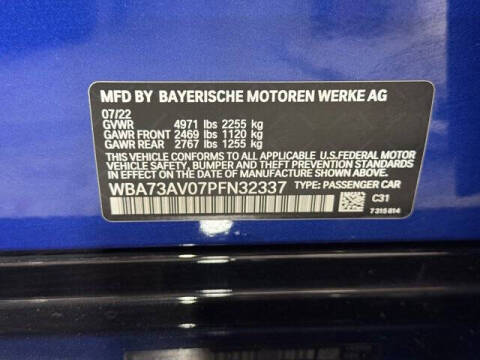 MFD BY BAYERISCHE MOTOREN WERKE AG
07/22
GVWR 4971 lbs 2255 kg
GAWR FRONT 2469 lbs 1120 kg
GAWR REAR 2767 lbs 1255 kg
THIS VEHICLE CONFORMS TO ALL APPLICABLE U.S.FEDERAL MOTOR
VEHICLE SAFETY, BUMPER, AND THEFT PREVENTION STANDARDS
IN EFFECT ON THE DATE OF MANUFACTURE SHOWN ABOVE.
WBA73AV07PFN32337 TYPE: PASSENGER CAR
C31
7 315 614